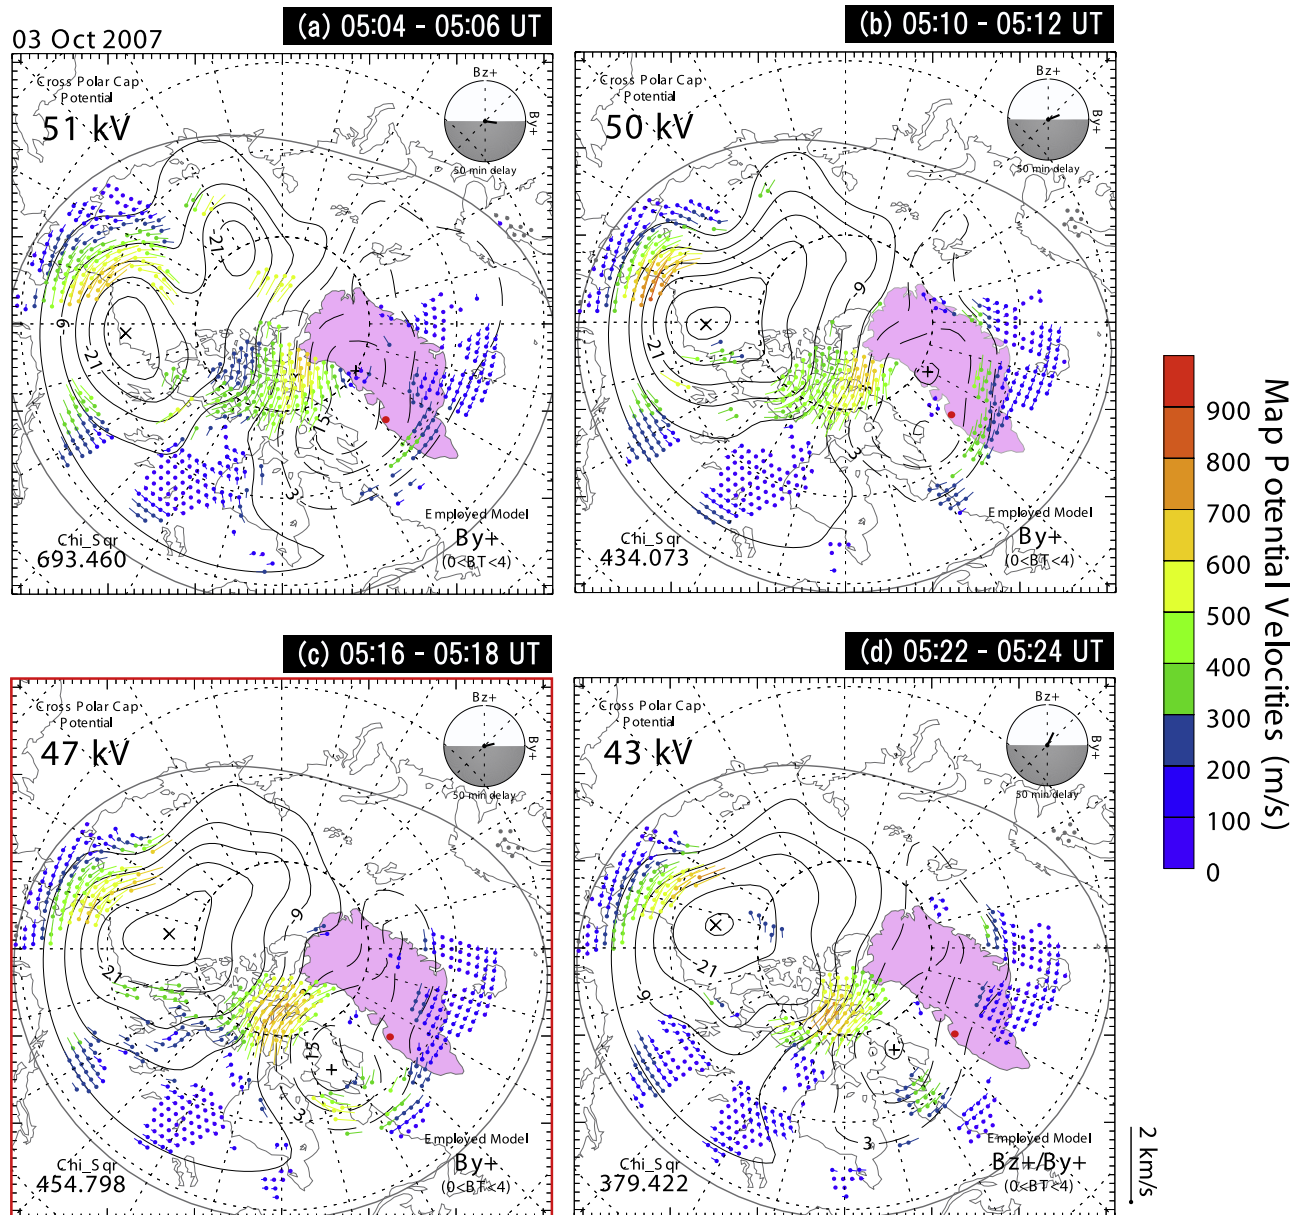 03 Oct 2007
(a) 05:04 - 05:06 UT
Cross Polar Cap
Potential
51 kV
Bz+
By+
50 min delay
21
9
21
15
3
Chi_Sqr
693.460
Employed Model
By+
(0<BT<4)
(b) 05:10 - 05:12 UT
Cross Polar Cap
Potential
50 kV
Bz+
By+
50 min delay
9
21
3
Chi_Sqr
434.073
Employed Model
By+
(0<BT<4)
(c) 05:16 - 05:18 UT
Cross Polar Cap
Potential
47 kV
Bz+
By+
50 min delay
9
21
-15
3
Chi_Sqr
454.798
Employed Model
By+
(0<BT<4)
(d) 05:22 - 05:24 UT
Cross Polar Cap
Potential
43 kV
Bz+
By+
50 min delay
21
9
3
Chi_Sqr
379.422
Employed Model
Bz+/By+
(0<BT<4)
900
800
700
600
500
400
300
200
100
0
Map Potential Velocities (m/s)
2 km/s